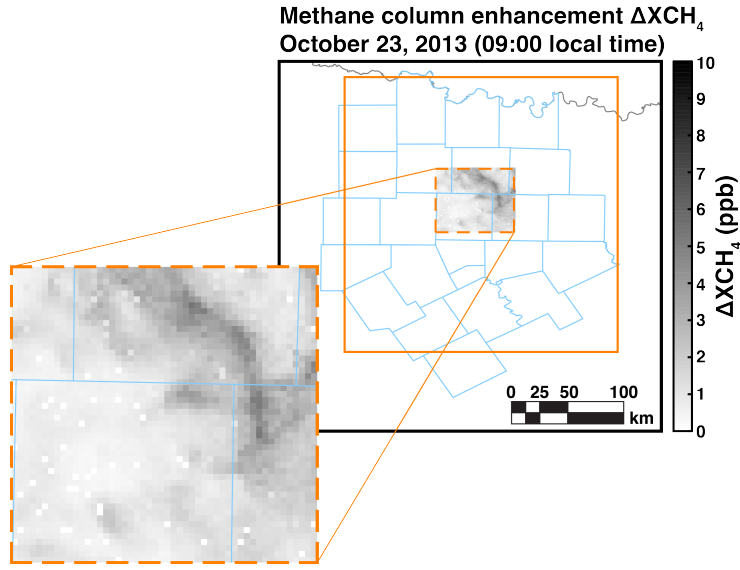 Methane column enhancement ΔXCH₄
October 23, 2013 (09:00 local time)
10
9
8
7
6
5
4
3
2
1
0
ΔXCH₄ (ppb)
0 25 50 100
km